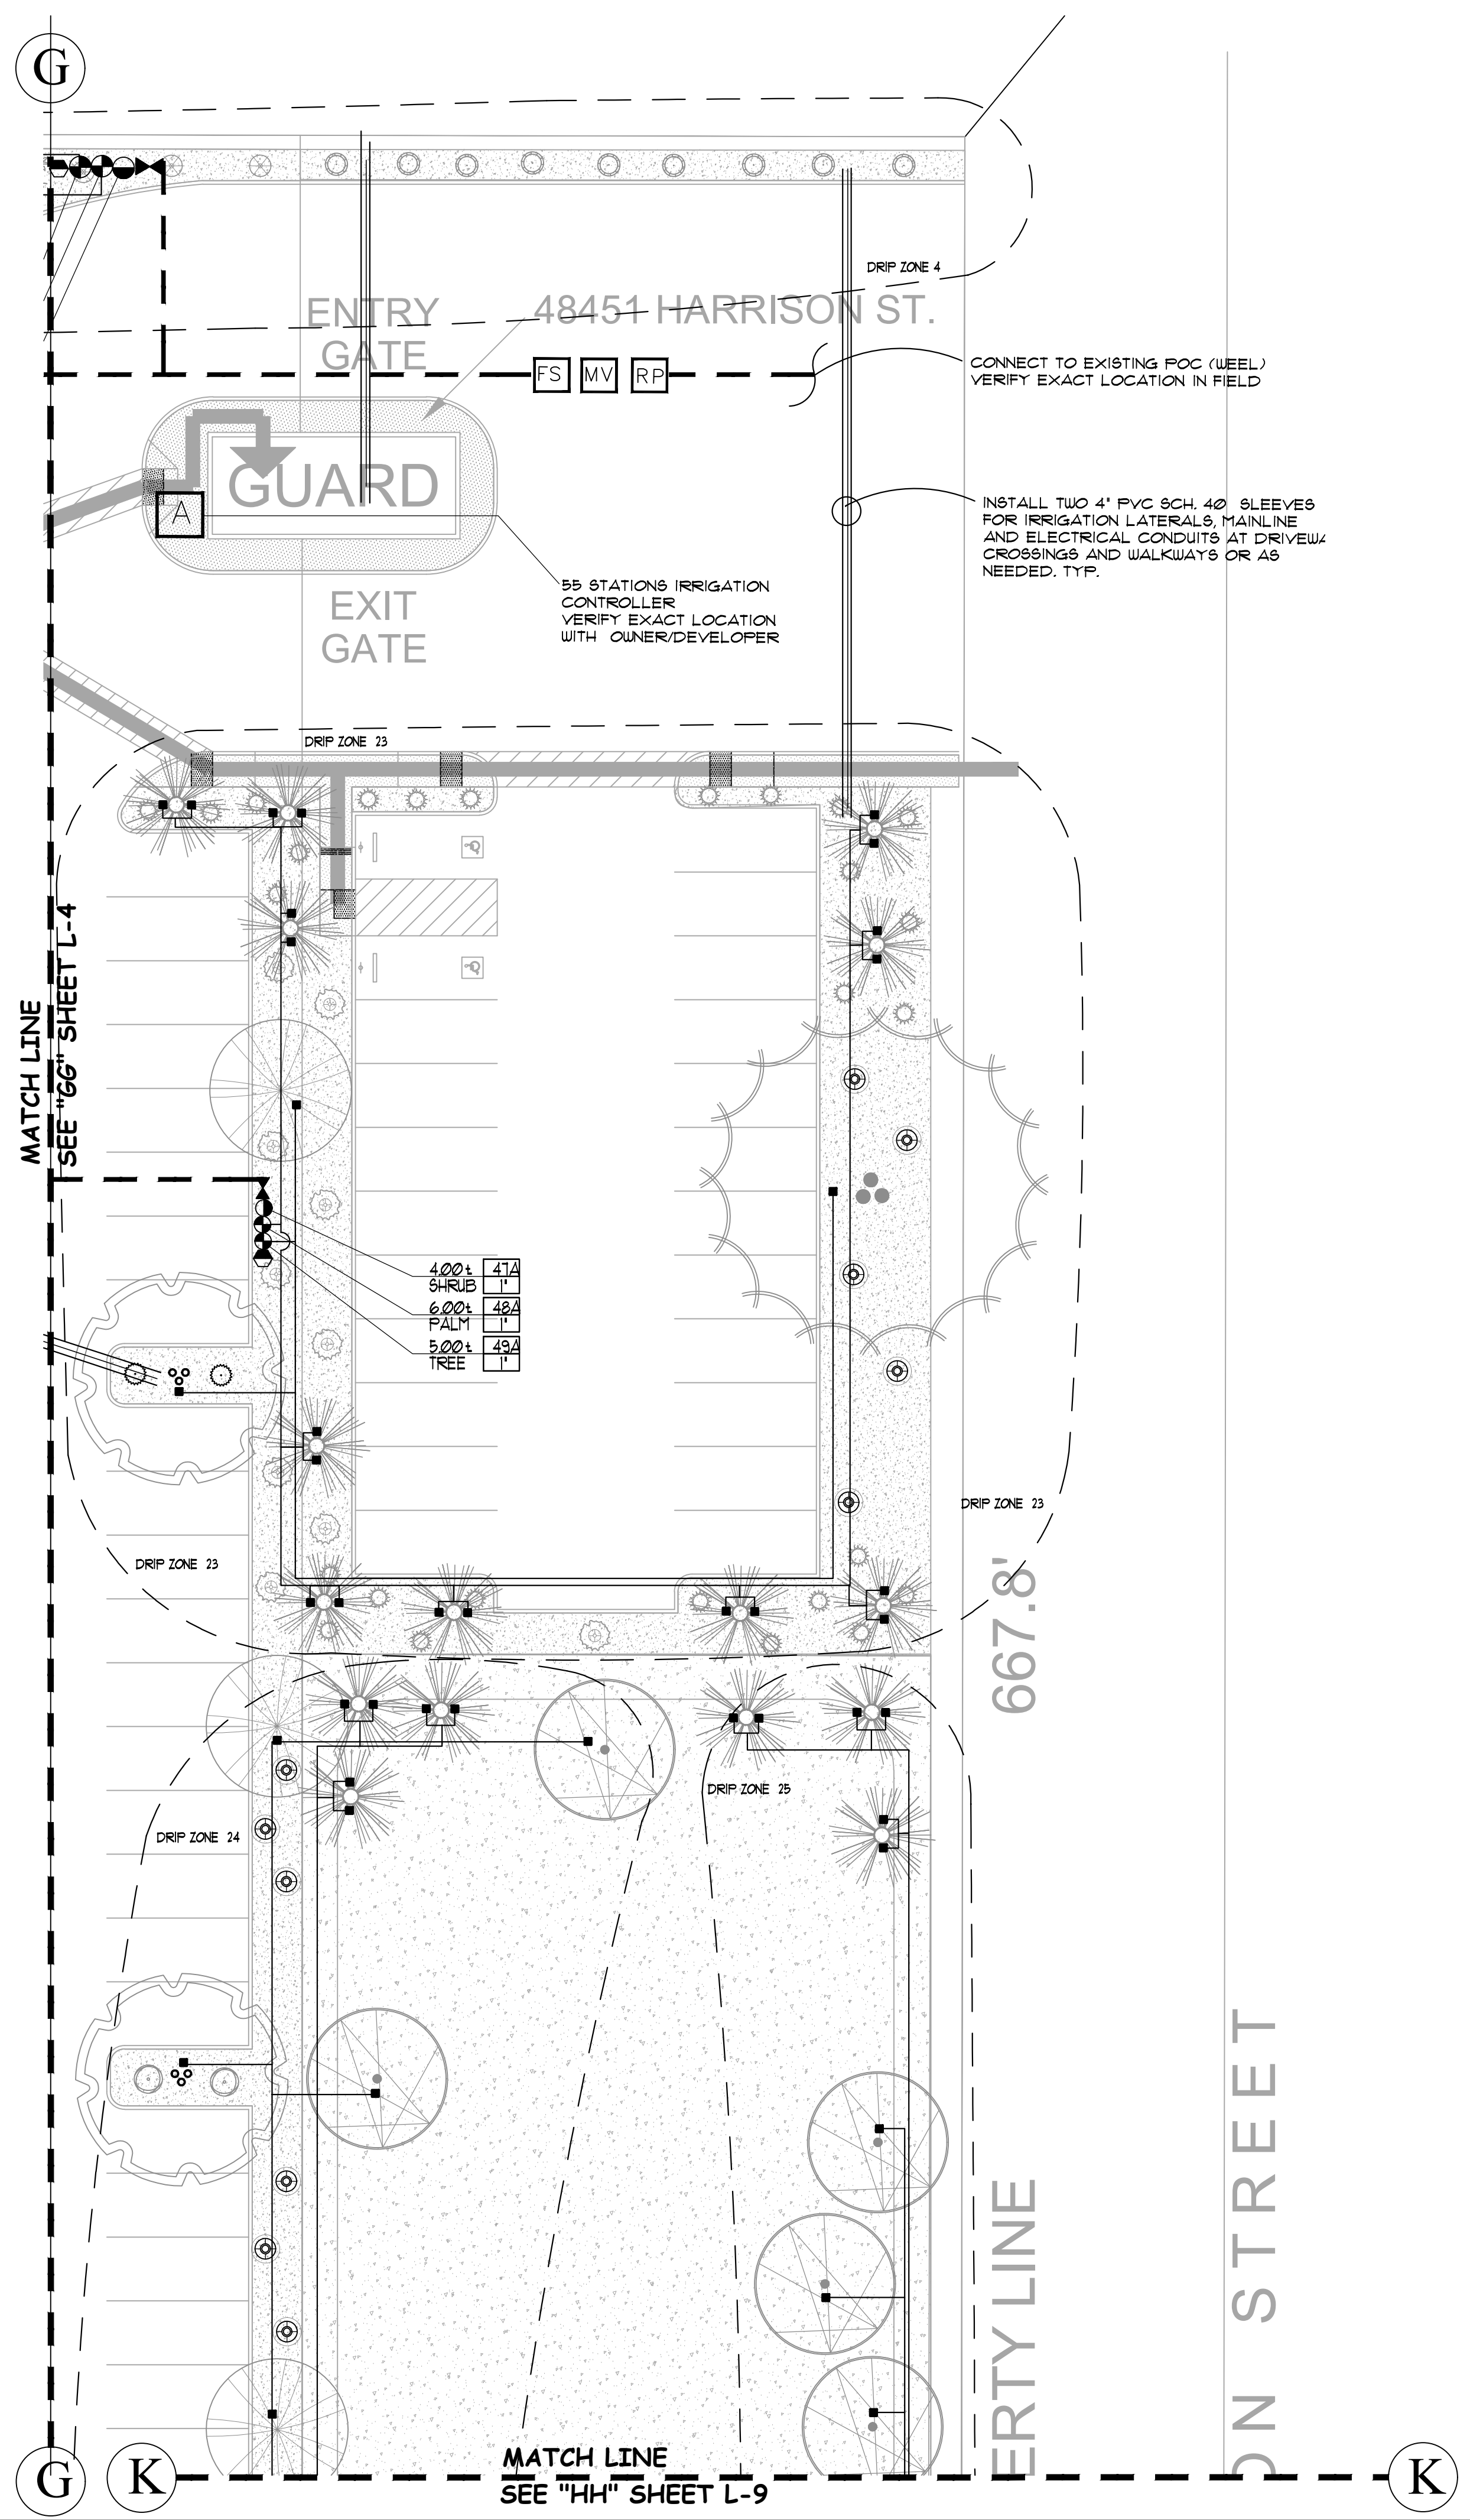 G
DRIP ZONE 4
ENTRY
GATE
48451 HARRISON ST.
FS
MV
RP
CONNECT TO EXISTING POC (WEEL)
VERIFY EXACT LOCATION IN FIELD
GUARD
A
INSTALL TWO 4" PVC SCH. 40 SLEEVES
FOR IRRIGATION LATERALS, MAINLINE
AND ELECTRICAL CONDUITS AT DRIVEWA
CROSSINGS AND WALKWAYS OR AS
NEEDED. TYP.
55 STATIONS IRRIGATION
CONTROLLER
VERIFY EXACT LOCATION
WITH OWNER/DEVELOPER
EXIT
GATE
DRIP ZONE 23
MATCH LINE
SEE "GG" SHEET L-4
4.00t 47A
SHRUB 1"
6.00t 48A
PALM 1"
5.00t 49A
TREE 1"
DRIP ZONE 23
DRIP ZONE 23
667.8'
DRIP ZONE 25
DRIP ZONE 24
ERTY LINE
ON STREET
G
K
MATCH LINE
SEE "HH" SHEET L-9
K